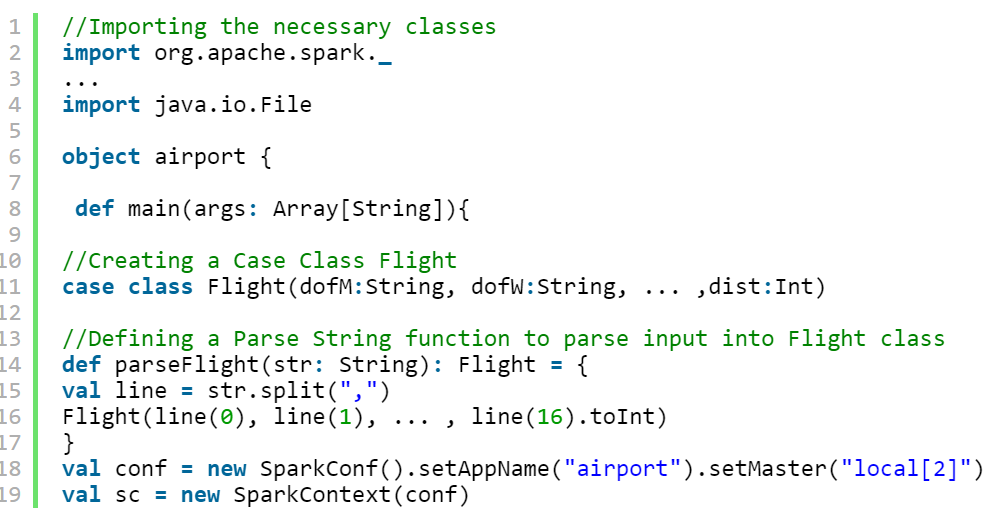 1 //Importing the necessary classes
2 import org.apache.spark._
3 ...
4 import java.io.File
5
6 object airport {
7
8 def main(args: Array[String]){
9
10 //Creating a Case Class Flight
11 case class Flight(dofM:String, dofW:String, ... ,dist:Int)
12
13 //Defining a Parse String function to parse input into Flight class
14 def parseFlight(str: String): Flight = {
15 val line = str.split(",")
16 Flight(line(0), line(1), ... , line(16).toInt)
17 }
18 val conf = new SparkConf().setAppName("airport").setMaster("local[2]")
19 val sc = new SparkContext(conf)